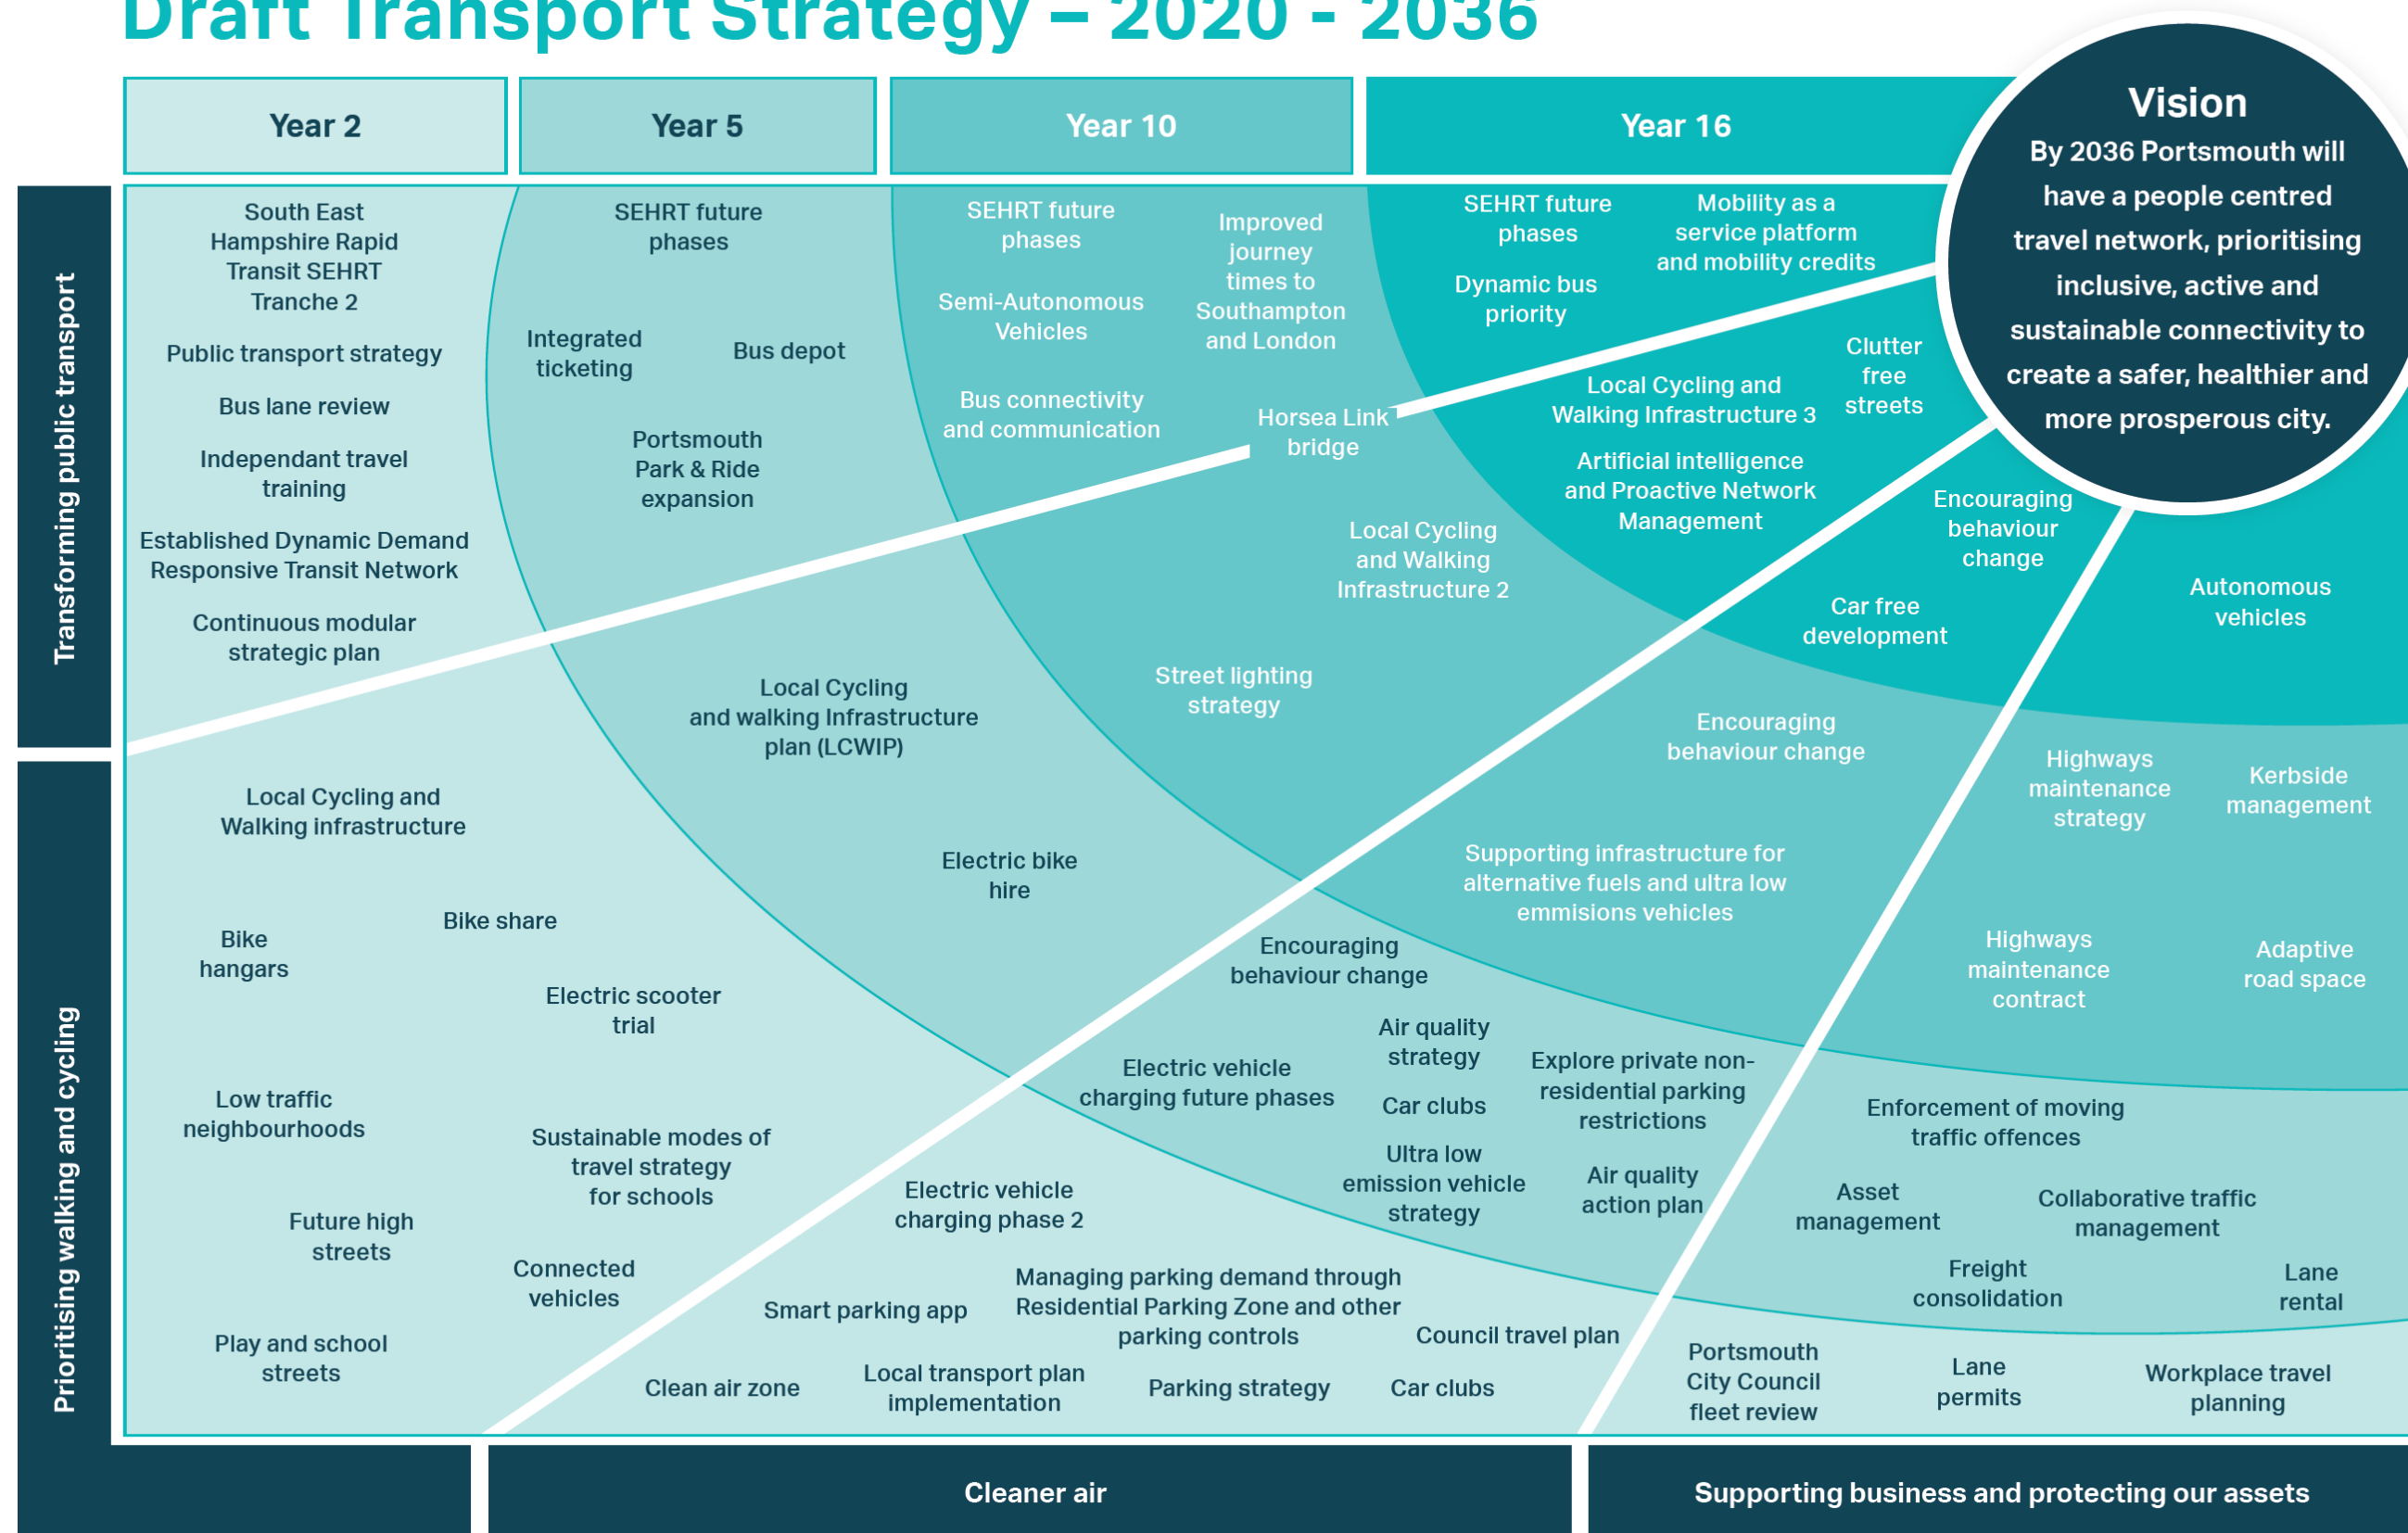 Draft Transport Strategy – 2020 - 2036
Year 2
Year 5
Year 10
Year 16
Vision
By 2036 Portsmouth will
have a people centred
travel network, prioritising
inclusive, active and
sustainable connectivity to
create a safer, healthier and
more prosperous city.
Transforming public transport
South East
Hampshire Rapid
Transit SEHRT
Tranche 2
Public transport strategy
Bus lane review
Independant travel
training
Established Dynamic Demand
Responsive Transit Network
Continuous modular
strategic plan
SEHRT future
phases
Integrated
ticketing
Bus depot
Portsmouth
Park & Ride
expansion
SEHRT future
phases
Semi-Autonomous
Vehicles
Bus connectivity
and communication
Improved
journey
times to
Southampton
and London
Horsea Link
bridge
SEHRT future
phases
Dynamic bus
priority
Mobility as a
service platform
and mobility credits
Prioritising walking and cycling
Local Cycling and
Walking infrastructure
Bike
hangars
Bike share
Electric scooter
trial
Low traffic
neighbourhoods
Sustainable modes of
travel strategy
for schools
Future high
streets
Connected
vehicles
Play and school
streets
Local Cycling
and walking Infrastructure
plan (LCWIP)
Electric bike
hire
Local Cycling
and Walking
Infrastructure 2
Street lighting
strategy
Local Cycling and
Walking Infrastructure 3
Clutter
free
streets
Artificial intelligence
and Proactive Network
Management
Electric vehicle
charging phase 2
Smart parking app
Managing parking demand through
Residential Parking Zone and other
parking controls
Council travel plan
Clean air zone
Local transport plan
implementation
Parking strategy
Car clubs
Encouraging
behaviour change
Electric vehicle
charging future phases
Air quality
strategy
Car clubs
Ultra low
emission vehicle
strategy
Explore private non-
residential parking
restrictions
Air quality
action plan
Encouraging
behaviour change
Supporting infrastructure for
alternative fuels and ultra low
emmisions vehicles
Encouraging
behaviour
change
Car free
development
Portsmouth
City Council
fleet review
Lane
permits
Workplace travel
planning
Enforcement of moving
traffic offences
Asset
management
Collaborative traffic
management
Freight
consolidation
Lane
rental
Highways
maintenance
strategy
Kerbside
management
Highways
maintenance
contract
Adaptive
road space
Autonomous
vehicles
Cleaner air
Supporting business and protecting our assets